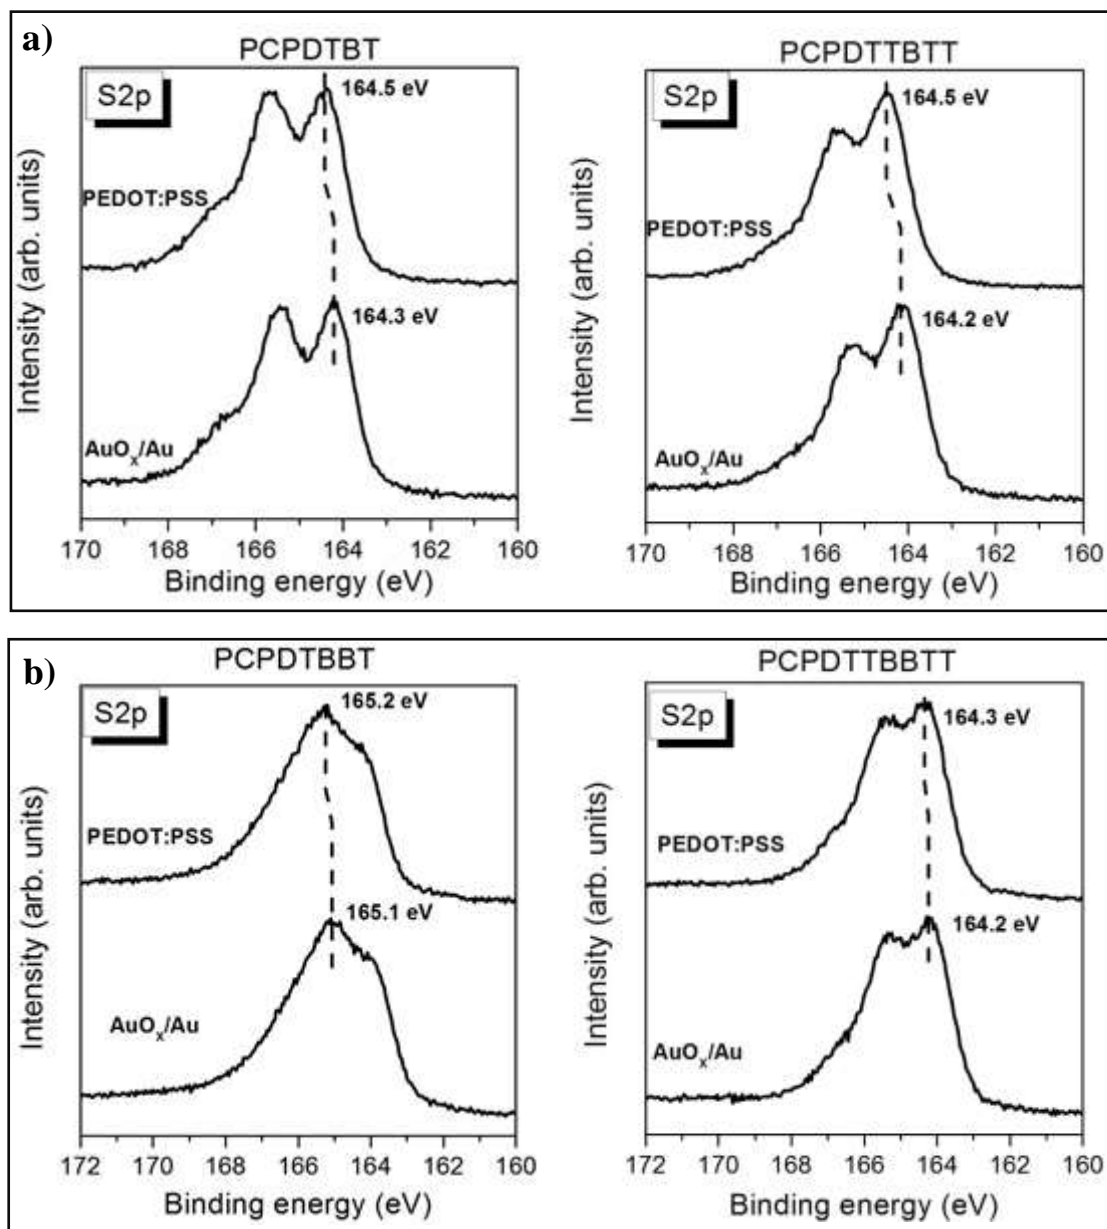 a)
PCPDTBT
S2p
164.5 eV
PEDOT:PSS
164.3 eV
AuOx/Au
Intensity (arb. units)
170 168 166 164 162 160
Binding energy (eV)
PCPDTTBTT
S2p
164.5 eV
PEDOT:PSS
164.2 eV
AuOx/Au
Intensity (arb. units)
170 168 166 164 162 160
Binding energy (eV)
b)
PCPDTBBT
S2p
165.2 eV
PEDOT:PSS
165.1 eV
AuOx/Au
Intensity (arb. units)
172 170 168 166 164 162 160
Binding energy (eV)
PCPDTTBBTT
S2p
164.3 eV
PEDOT:PSS
164.2 eV
AuOx/Au
Intensity (arb. units)
172 170 168 166 164 162 160
Binding energy (eV)